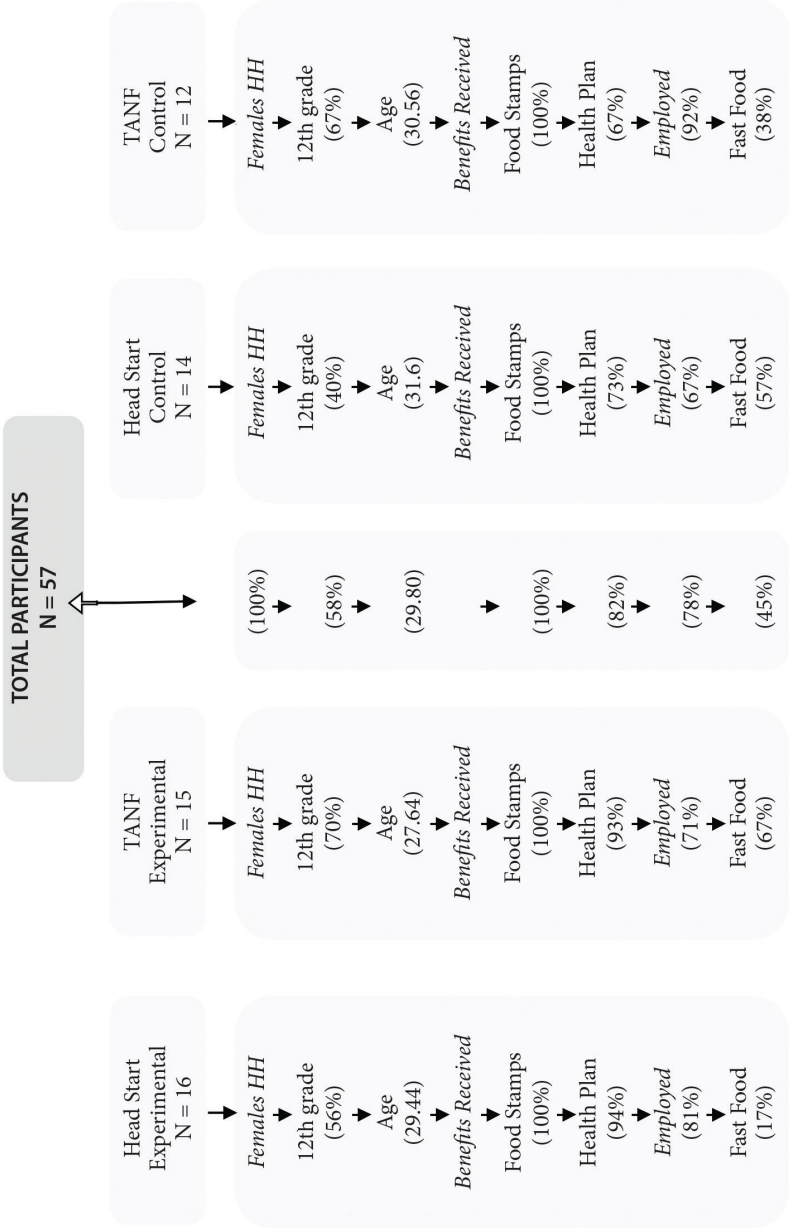 TOTAL PARTICIPANTS
N = 57
Head Start
Experimental
N = 16
Females HH
12th grade
(56%)
Age
(29.44)
Benefits Received
Food Stamps
(100%)
Health Plan
(94%)
Employed
(81%)
Fast Food
(17%)
TANF
Experimental
N = 15
Females HH
12th grade
(70%)
Age
(27.64)
Benefits Received
Food Stamps
(100%)
Health Plan
(93%)
Employed
(71%)
Fast Food
(67%)
(100%)
(58%)
(29.80)
(100%)
(82%)
(78%)
(45%)
Head Start
Control
N = 14
Females HH
12th grade
(40%)
Age
(31.6)
Benefits Received
Food Stamps
(100%)
Health Plan
(73%)
Employed
(67%)
Fast Food
(57%)
TANF
Control
N = 12
Females HH
12th grade
(67%)
Age
(30.56)
Benefits Received
Food Stamps
(100%)
Health Plan
(67%)
Employed
(92%)
Fast Food
(38%)